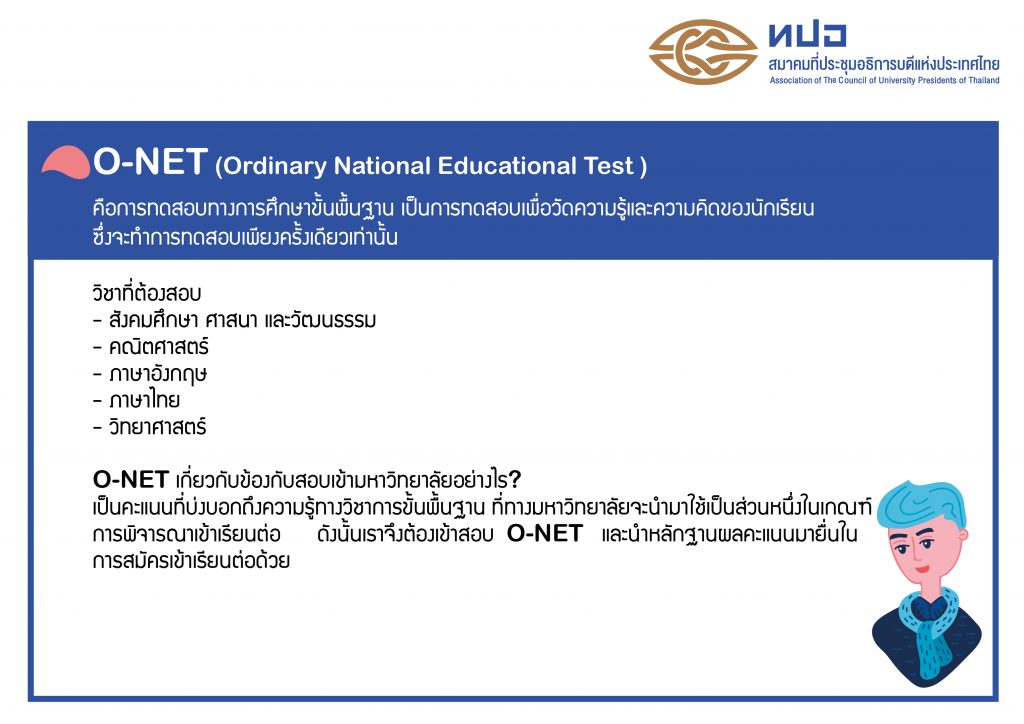 ทปอ
สมาคมที่ประชุมอธิการบดีแห่งประเทศไทย
Association of The Council of University Presidents of Thailand
O-NET (Ordinary National Educational Test )
คือการทดสอบทางการศึกษาขั้นพื้นฐาน เป็นการทดสอบเพื่อวัดความรู้และความคิดของนักเรียน
ซึ่งจะทำการทดสอบเพียงครั้งเดียวเท่านั้น
วิชาที่ต้องสอบ
- สังคมศึกษา ศาสนา และวัฒนธรรม
- คณิตศาสตร์
- ภาษาอังกฤษ
- ภาษาไทย
- วิทยาศาสตร์
O-NET เกี่ยวกับข้องกับสอบเข้ามหาวิทยาลัยอย่างไร?
เป็นคะแนนที่บ่งบอกถึงความรู้ทางวิชาการขั้นพื้นฐาน ที่ทางมหาวิทยาลัยจะนำมาใช้เป็นส่วนหนึ่งในเกณฑ์
การพิจารณาเข้าเรียนต่อ ดังนั้นเราจึงต้องเข้าสอบ O-NET และนำหลักฐานผลคะแนนมายื่นใน
การสมัครเข้าเรียนต่อด้วย